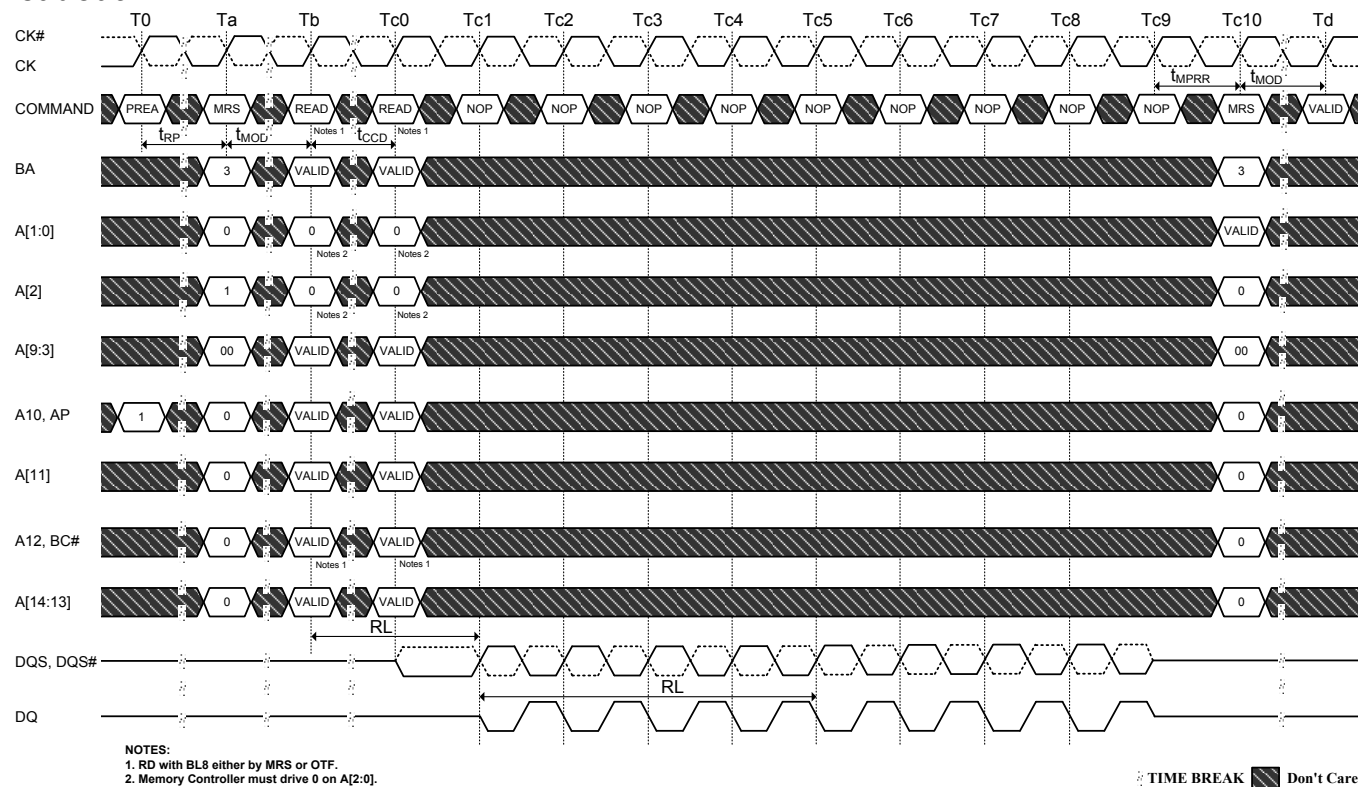 T0 Ta Tb Tc0 Tc1 Tc2 Tc3 Tc4 Tc5 Tc6 Tc7 Tc8 Tc9 Tc10 Td
CK#
CK
tMPRR tMOD
COMMAND PREA MRS READ READ NOP NOP NOP NOP NOP NOP NOP NOP NOP MRS VALID
Notes 1 Notes 1
tRP tMOD tCCD
BA 3 VALID VALID 3
A[1:0] 0 0 0 VALID
Notes 2 Notes 2
A[2] 1 0 0 0
Notes 2 Notes 2
A[9:3] 00 VALID VALID 00
A10, AP 1 0 VALID VALID 0
A[11] 0 VALID VALID 0
A12, BC# 0 VALID VALID 0
Notes 1 Notes 1
A[14:13] 0 VALID VALID 0
RL
DQS, DQS#
RL
DQ
NOTES:
1. RD with BL8 either by MRS or OTF.
2. Memory Controller must drive 0 on A[2:0].
TIME BREAK Don't Care